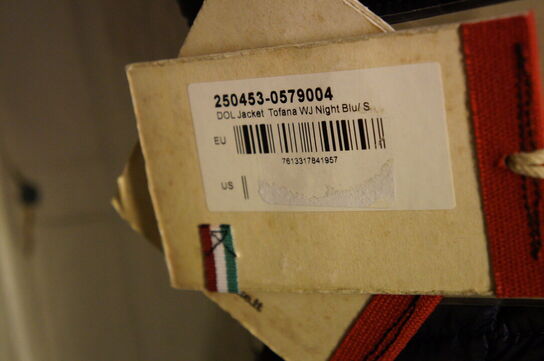 250453-0579004
DOL Jacket Tofana WJ Night Blu/ S
EU
7613317841957
US